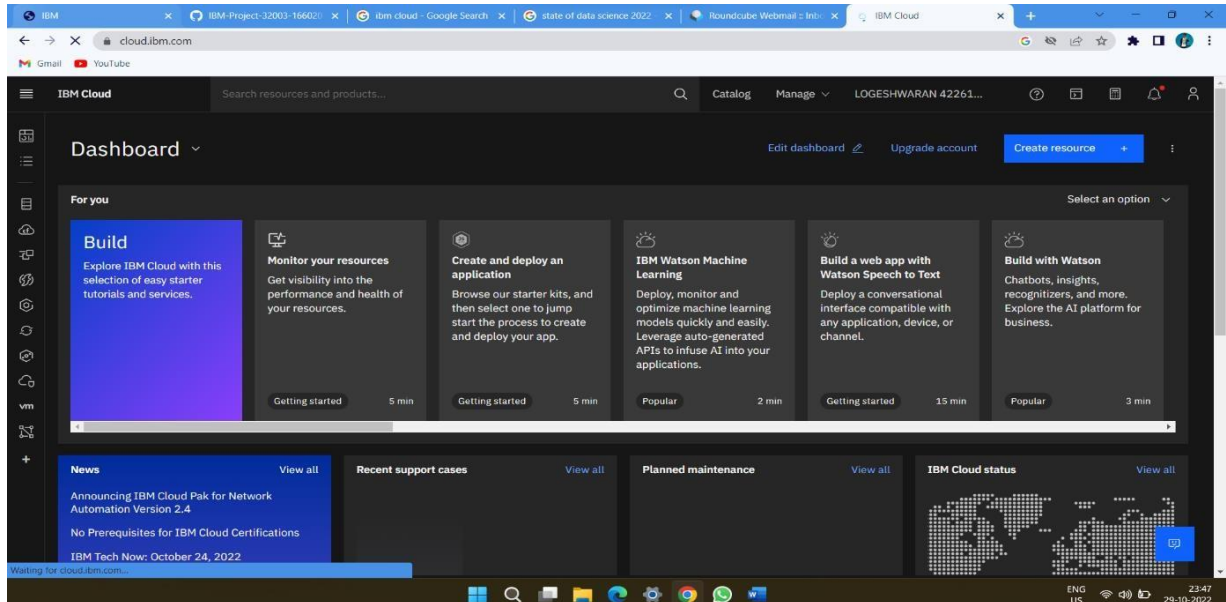 IBM
IBM-Project-32003-166020
ibm cloud - Google Search
state of data science 2022
Roundcube Webmail :: Inbo
IBM Cloud
cloud.ibm.com
Gmail
YouTube
IBM Cloud
Search resources and products...
Catalog
Manage
LOGESHWARAN 42261...
Dashboard
Edit dashboard
Upgrade account
Create resource +
For you
Select an option
Build
Explore IBM Cloud with this
selection of easy starter
tutorials and services.
Monitor your resources
Get visibility into the
performance and health of
your resources.
Getting started
5 min
Create and deploy an
application
Browse our starter kits, and
then select one to jump
start the process to create
and deploy your app.
Getting started
5 min
IBM Watson Machine
Learning
Deploy, monitor and
optimize machine learning
models quickly and easily.
Leverage auto-generated
APIs to infuse AI into your
applications.
Popular
2 min
Build a web app with
Watson Speech to Text
Deploy a conversational
interface compatible with
any application, device, or
channel.
Getting started
15 min
Build with Watson
Chatbots, insights,
recognitizers, and more.
Explore the AI platform for
business.
Popular
3 min
vm
News
View all
Announcing IBM Cloud Pak for Network
Automation Version 2.4
No Prerequisites for IBM Cloud Certifications
IBM Tech Now: October 24, 2022
Recent support cases
View all
Planned maintenance
View all
IBM Cloud status
View all
Waiting for cloud.ibm.com...
ENG
US
23:47
29-10-2022